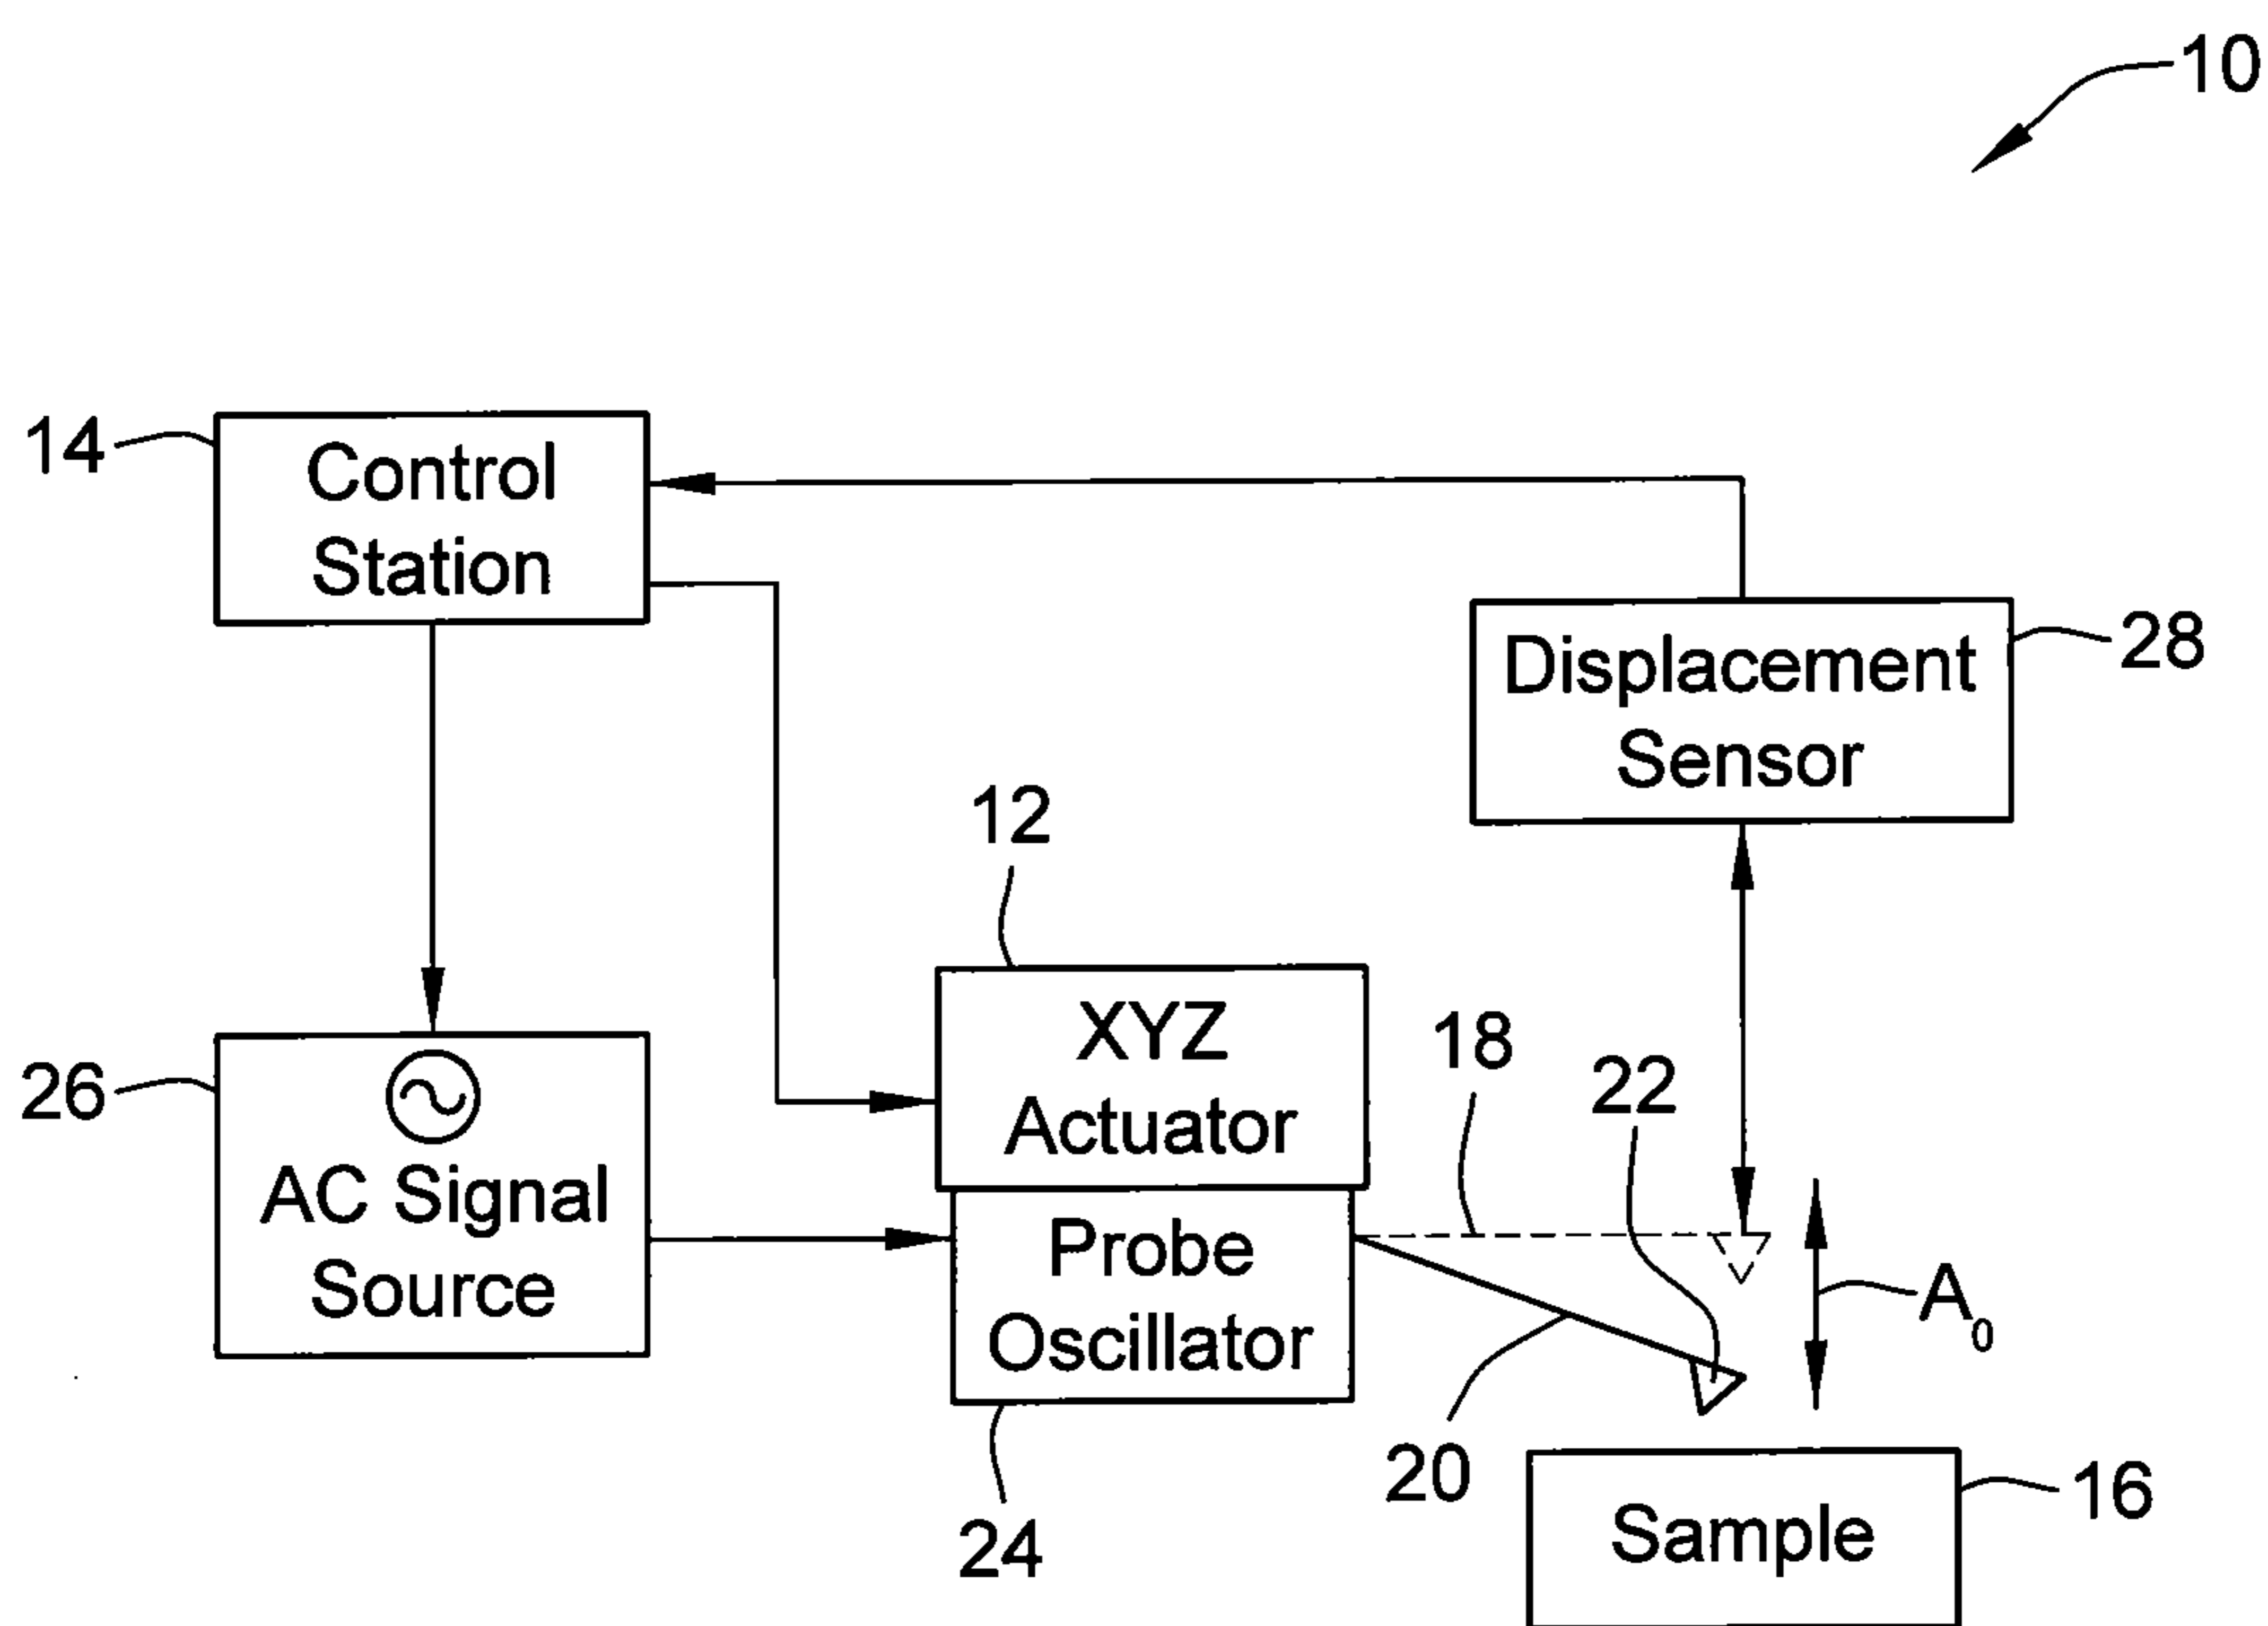 10
14
Control
Station
Displacement
Sensor
28
12
26
AC Signal
Source
XYZ
Actuator
18
22
Probe
Oscillator
A0
20
24
Sample
16